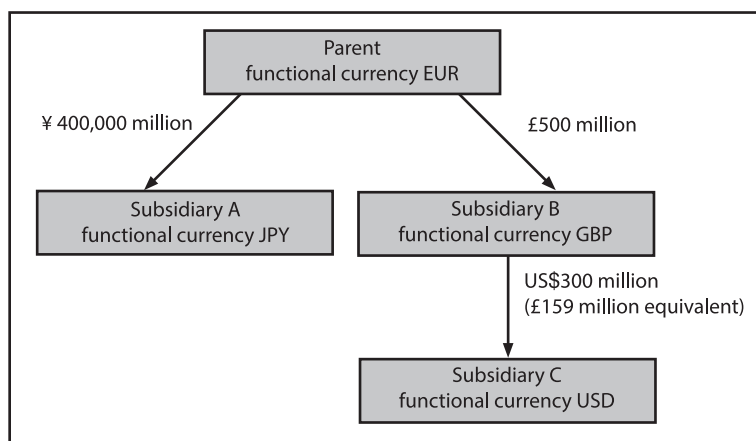 Parent
functional currency EUR
¥ 400,000 million
£500 million
Subsidiary A
functional currency JPY
Subsidiary B
functional currency GBP
US$300 million
(£159 million equivalent)
Subsidiary C
functional currency USD